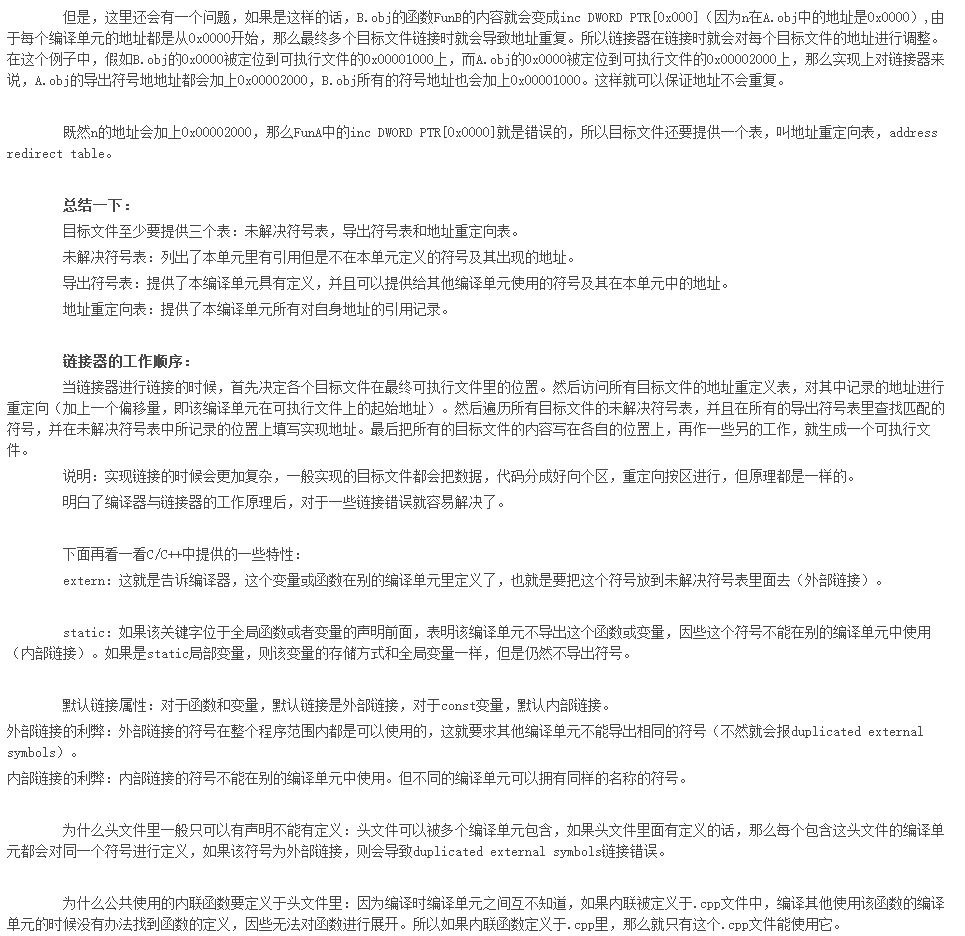 但是，这里还会有一个问题，如果是这样的话，B.obj的函数FunB的内容就会变成inc DWORD PTR[0x000]（因为n在A.obj中的地址是0x0000）,由
于每个编译单元的地址都是从0x0000开始，那么最终多个目标文件链接时就会导致地址重复。所以链接器在链接时就会对每个目标文件的地址进行调整。
在这个例子中，假如B.obj的0x0000被定位到可执行文件的0x00001000上，而A.obj的0x0000被定位到可执行文件的0x00002000上，那么实现上对链接器来
说，A.obj的导出符号地地址都会加上0x00002000，B.obj所有的符号地址也会加上0x00001000。这样就可以保证地址不会重复。
既然n的地址会加上0x00002000，那么FunA中的inc DWORD PTR[0x0000]就是错误的，所以目标文件还要提供一个表，叫地址重定向表，address
redirect table。
总结一下：
目标文件至少要提供三个表：未解决符号表，导出符号表和地址重定向表。
未解决符号表：列出了本单元里有引用但是不在本单元定义的符号及其出现的地址。
导出符号表：提供了本编译单元具有定义，并且可以提供给其他编译单元使用的符号及其在本单元中的地址。
地址重定向表：提供了本编译单元所有对自身地址的引用记录。
链接器的工作顺序：
当链接器进行链接的时候，首先决定各个目标文件在最终可执行文件里的位置。然后访问所有目标文件的地址重定义表，对其中记录的地址进行
重定向（加上一个偏移量，即该编译单元在可执行文件上的起始地址）。然后遍历所有目标文件的未解决符号表，并且在所有的导出符号表里查找匹配的
符号，并在未解决符号表中所记录的位置上填写实现地址。最后把所有的目标文件的内容写在各自的位置上，再作一些另的工作，就生成一个可执行文
件。
说明：实现链接的时候会更加复杂，一般实现的目标文件都会把数据，代码分成好向个区，重定向按区进行，但原理都是一样的。
明白了编译器与链接器的工作原理后，对于一些链接错误就容易解决了。
下面再看一看C/C++中提供的一些特性：
extern：这就是告诉编译器，这个变量或函数在别的编译单元里定义了，也就是要把这个符号放到未解决符号表里面去（外部链接）。
static：如果该关键字位于全局函数或者变量的声明前面，表明该编译单元不导出这个函数或变量，因些这个符号不能在别的编译单元中使用
（内部链接）。如果是static局部变量，则该变量的存储方式和全局变量一样，但是仍然不导出符号。
默认链接属性：对于函数和变量，默认链接是外部链接，对于const变量，默认内部链接。
外部链接的利弊：外部链接的符号在整个程序范围内都是可以使用的，这就要求其他编译单元不能导出相同的符号（不然就会报duplicated external
symbols）。
内部链接的利弊：内部链接的符号不能在别的编译单元中使用。但不同的编译单元可以拥有同样的名称的符号。
为什么头文件里一般只可以有声明不能有定义：头文件可以被多个编译单元包含，如果头文件里面有定义的话，那么每个包含这头文件的编译单
元都会对同一个符号进行定义，如果该符号为外部链接，则会导致duplicated external symbols链接错误。
为什么公共使用的内联函数要定义于头文件里：因为编译时编译单元之间互不知道，如果内联被定义于.cpp文件中，编译其他使用该函数的编译
单元的时候没有办法找到函数的定义，因些无法对函数进行展开。所以如果内联函数定义于.cpp里，那么就只有这个.cpp文件能使用它。